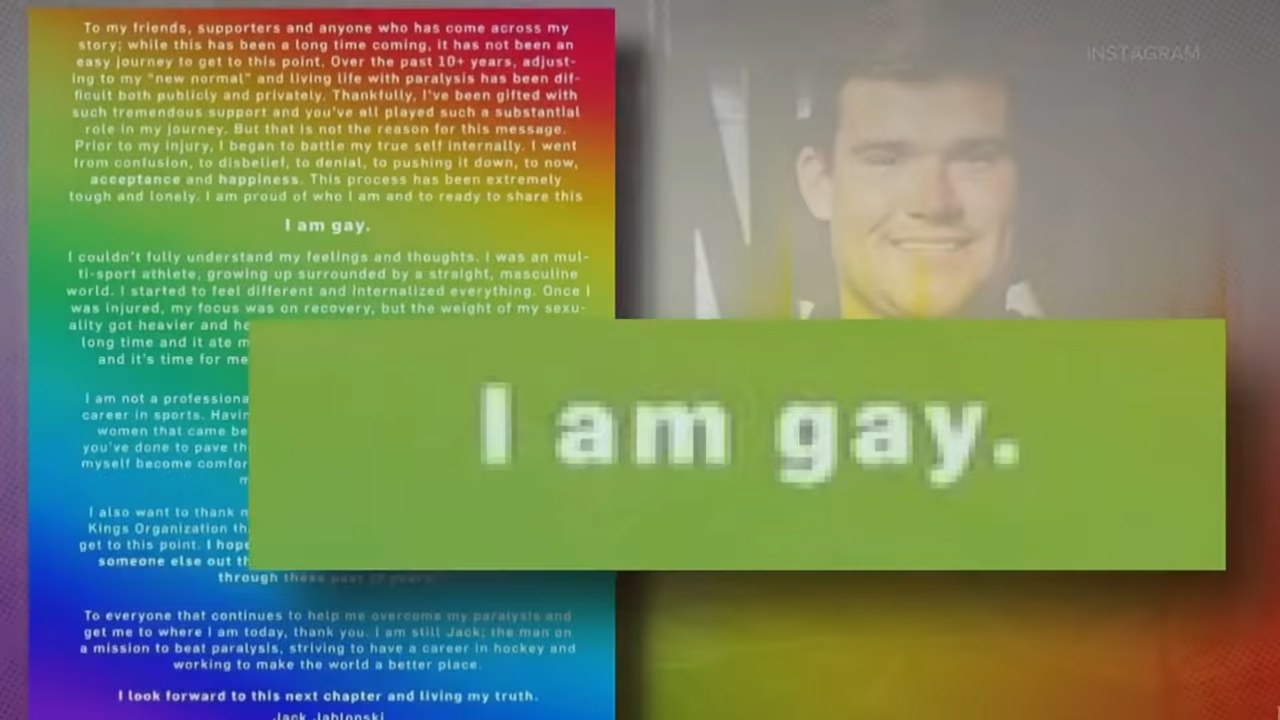 To my friends, supporters and anyone who has come across my
story; while this has been a long time coming, it has not been an
easy journey to get to this point. Over the past 10+ years, adjust-
ing to my "new normal" and living life with paralysis has been dif-
ficult both publicly and privately. Thankfully, I've been gifted with
such tremendous support and you've all played such a substantial
role in my journey. But that is not the reason for this message.
Prior to my injury, I began to battle my true self internally. I went
from confusion, to disbelief, to denial, to pushing it down, to now,
acceptance and happiness. This process has been extremely
tough and lonely. I am proud of who I am and to ready to share this
I am gay.
I couldn't fully understand my feelings and thoughts. I was an mul-
ti-sport athlete, growing up surrounded by a straight, masculine
world. I started to feel different and internalized everything. Once I
was injured, my focus was on recovery, but the weight of my sexu-
ality got heavier and he
long time and it ate m
and it's time for me
I am not a professiona
career in sports. Havin
women that came be
you've done to pave th
myself become comfor
m
I also want to thank m
Kings Organization th
get to this point. I hope
someone else out th
through these past
To everyone that continues to help me overcome my paralysis and
get me to where I am today, thank you. I am still Jack; the man on
a mission to beat paralysis, striving to have a career in hockey and
working to make the world a better place.
I look forward to this next chapter and living my truth.
Jack Jablonski
I am gay.
INSTAGRAM